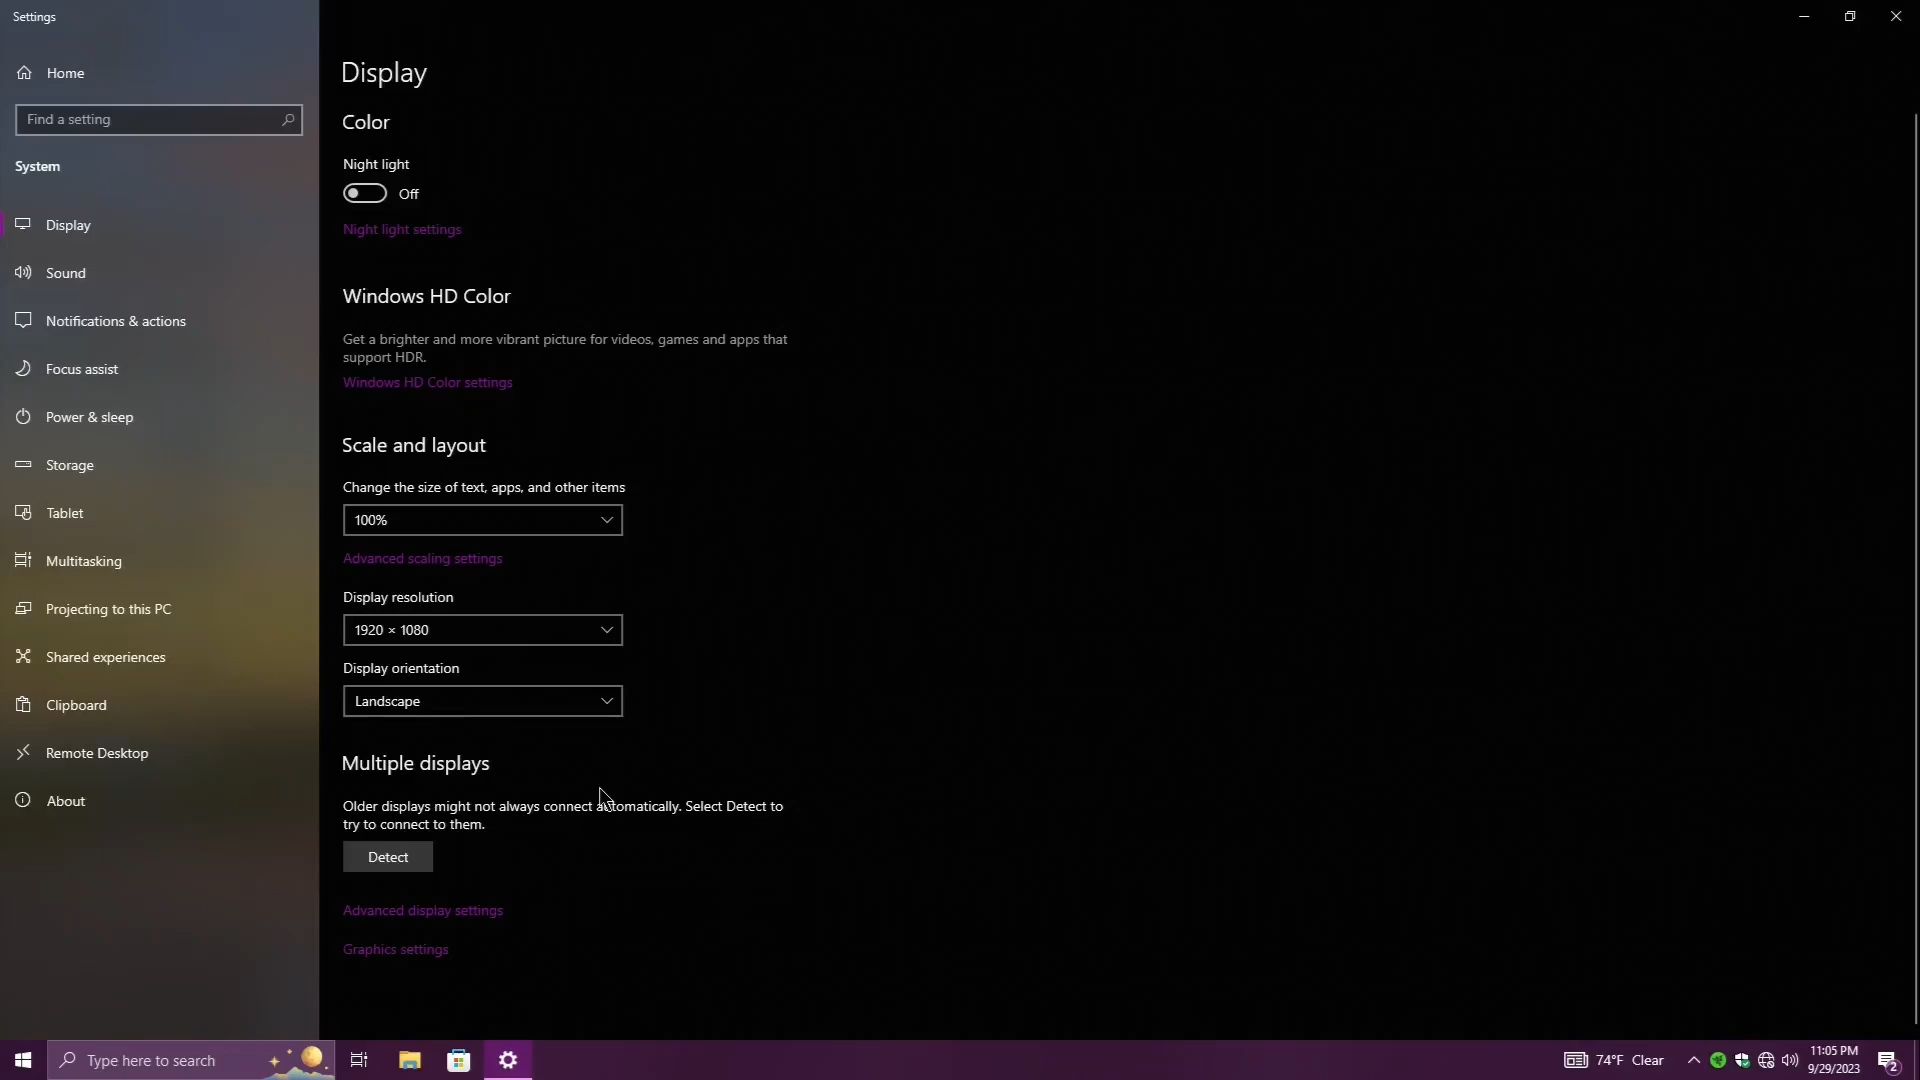 Settings
Home
Find a setting
System
Display
Sound
Notifications & actions
Focus assist
Power & sleep
Storage
Tablet
Multitasking
Projecting to this PC
Shared experiences
Clipboard
Remote Desktop
About
Display
Color
Night light
Off
Night light settings
Windows HD Color
Get a brighter and more vibrant picture for videos, games and apps that
support HDR.
Windows HD Color settings
Scale and layout
Change the size of text, apps, and other items
100%
Advanced scaling settings
Display resolution
1920 × 1080
Display orientation
Landscape
Multiple displays
Older displays might not always connect automatically. Select Detect to
try to connect to them.
Detect
Advanced display settings
Graphics settings
Type here to search
74°F Clear
11:05 PM
9/29/2023
2